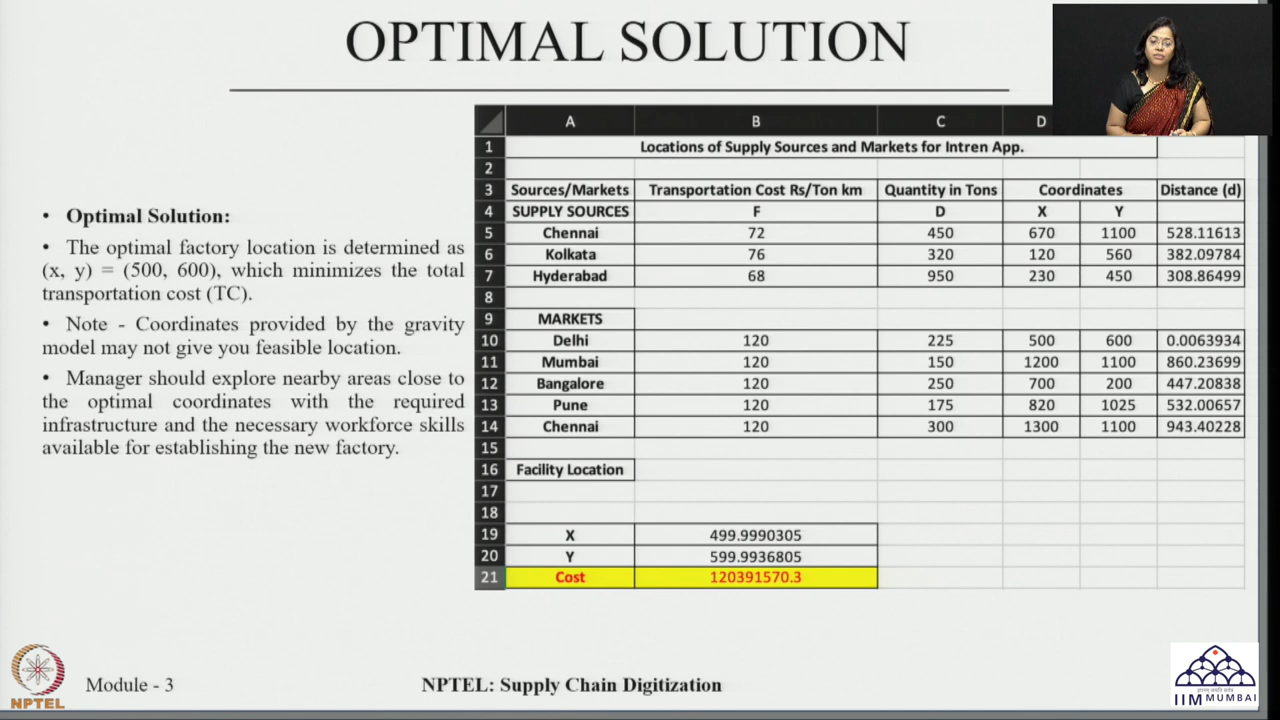 OPTIMAL SOLUTION
• Optimal Solution:
• The optimal factory location is determined as
(x, y) = (500, 600), which minimizes the total
transportation cost (TC).
• Note - Coordinates provided by the gravity
model may not give you feasible location.
• Manager should explore nearby areas close to
the optimal coordinates with the required
infrastructure and the necessary workforce skills
available for establishing the new factory.
A B C D
1 Locations of Supply Sources and Markets for Intren App.
2
3 Sources/Markets Transportation Cost Rs/Ton km Quantity in Tons Coordinates Distance (d)
4 SUPPLY SOURCES F D X Y
5 Chennai 72 450 670 1100 528.11613
6 Kolkata 76 320 120 560 382.09784
7 Hyderabad 68 950 230 450 308.86499
8
9 MARKETS
10 Delhi 120 225 500 600 0.0063934
11 Mumbai 120 150 1200 1100 860.23699
12 Bangalore 120 250 700 200 447.20838
13 Pune 120 175 820 1025 532.00657
14 Chennai 120 300 1300 1100 943.40228
15
16 Facility Location
17
18
19 X 499.9990305
20 Y 599.9936805
21 Cost 120391570.3
NPTEL
Module - 3
NPTEL: Supply Chain Digitization
IIM MUMBAI